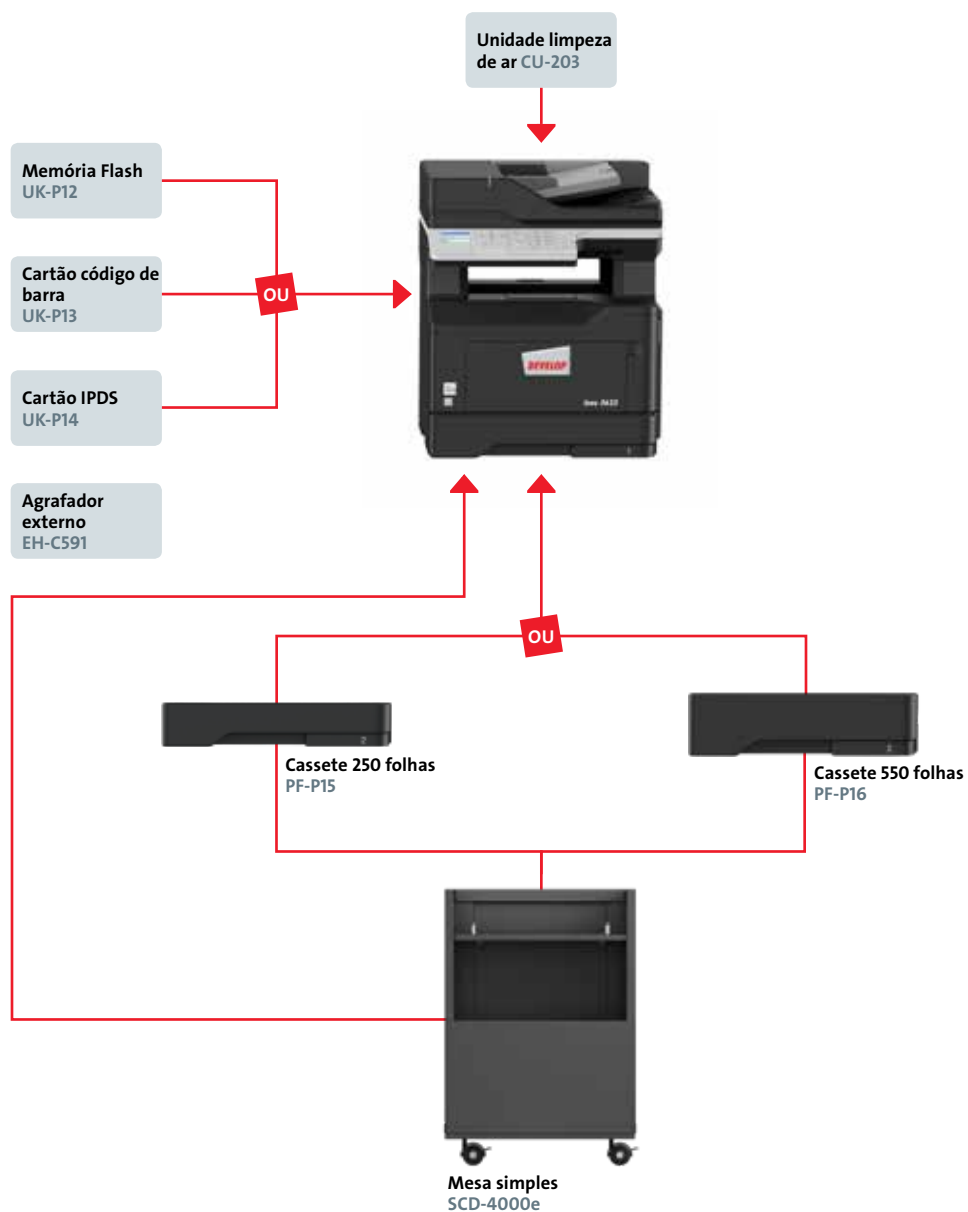 Unidade limpeza
de ar CU-203
Memória Flash
UK-P12
Cartão código de
barra
UK-P13
OU
Cartão IPDS
UK-P14
DEVELOP
Agrafador
externo
EH-C591
OU
Cassete 250 folhas
PF-P15
Cassete 550 folhas
PF-P16
Mesa simples
SCD-4000e